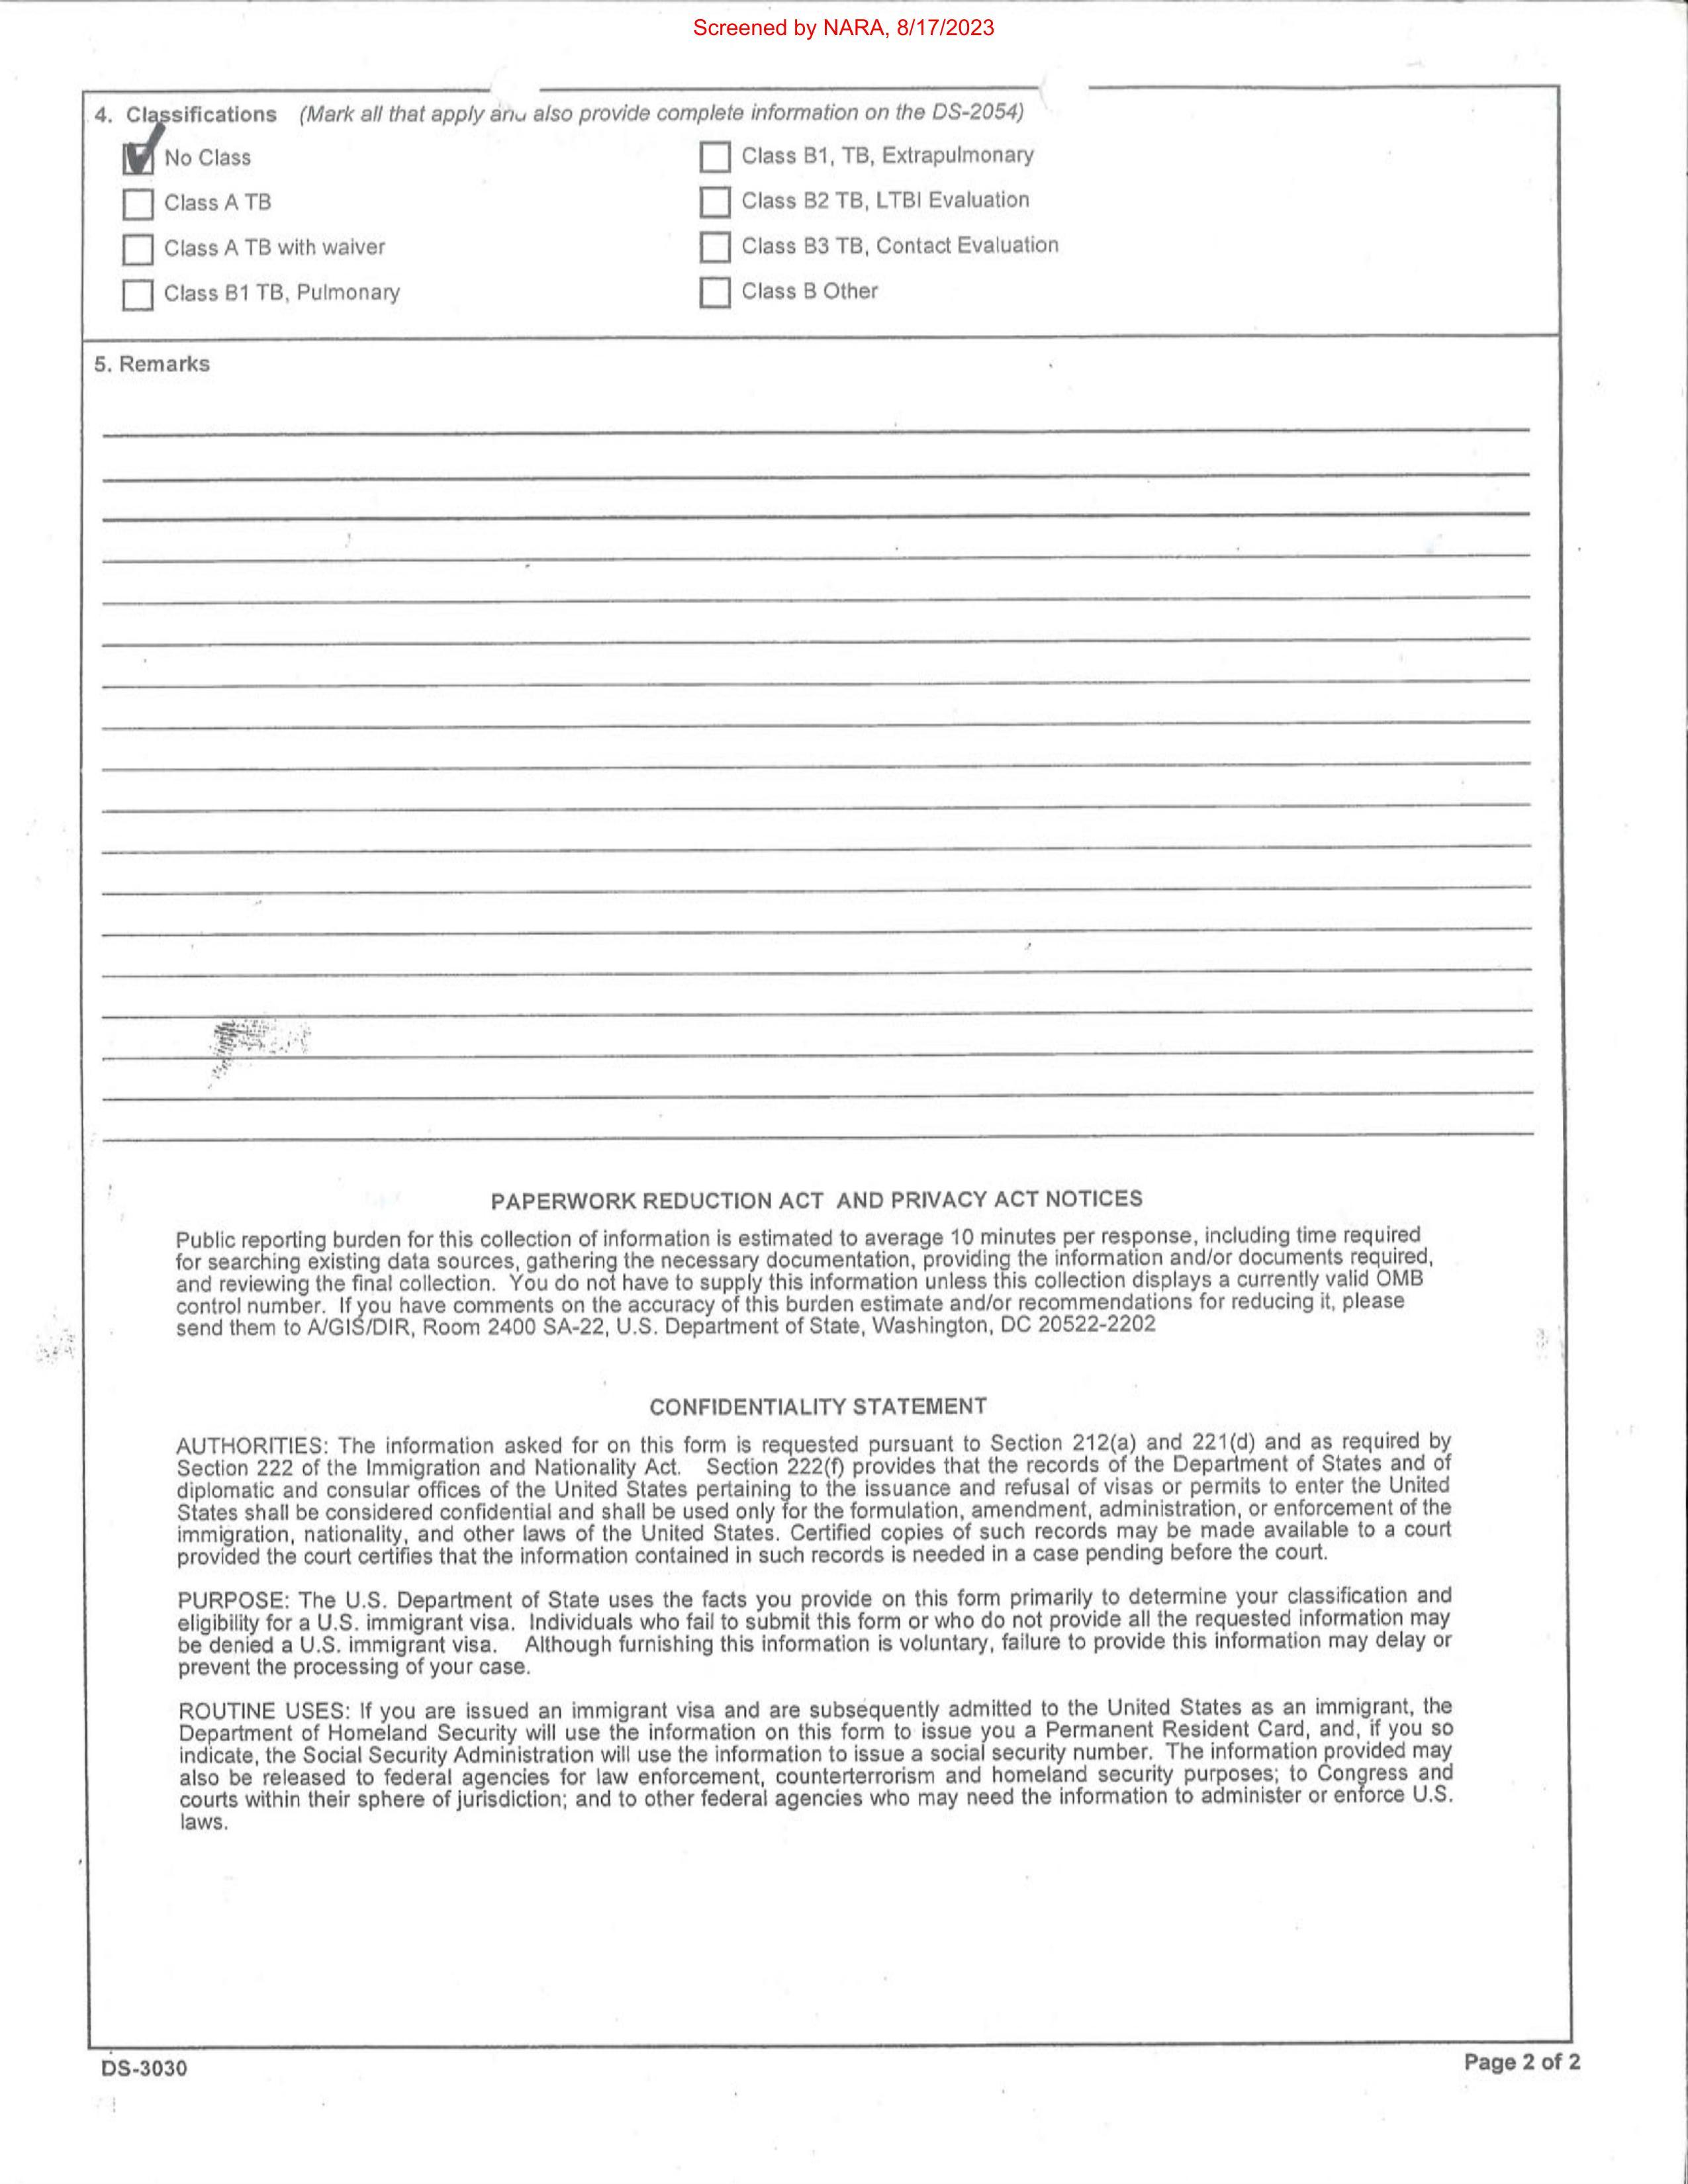 Screened by NARA, 8/17/2023
4. Classifications (Mark all that apply and also provide complete information on the DS-2054)
No Class
Class B1, TB, Extrapulmonary
Class A TB
Class B2 TB, LTBI Evaluation
Class A TB with waiver
Class B3 TB, Contact Evaluation
Class B1 TB, Pulmonary
Class B Other
5. Remarks
PAPERWORK REDUCTION ACT AND PRIVACY ACT NOTICES
Public reporting burden for this collection of information is estimated to average 10 minutes per response, including time required
for searching existing data sources, gathering the necessary documentation, providing the information and/or documents required,
and reviewing the final collection. You do not have to supply this information unless this collection displays a currently valid OMB
control number. If you have comments on the accuracy of this burden estimate and/or recommendations for reducing it, please
send them to A/GIS/DIR, Room 2400 SA-22, U.S. Department of State, Washington, DC 20522-2202
CONFIDENTIALITY STATEMENT
AUTHORITIES: The information asked for on this form is requested pursuant to Section 212(a) and 221(d) and as required by
Section 222 of the Immigration and Nationality Act. Section 222(f) provides that the records of the Department of States and of
diplomatic and consular offices of the United States pertaining to the issuance and refusal of visas or permits to enter the United
States shall be considered confidential and shall be used only for the formulation, amendment, administration, or enforcement of the
immigration, nationality, and other laws of the United States. Certified copies of such records may be made available to a court
provided the court certifies that the information contained in such records is needed in a case pending before the court.
PURPOSE: The U.S. Department of State uses the facts you provide on this form primarily to determine your classification and
eligibility for a U.S. immigrant visa. Individuals who fail to submit this form or who do not provide all the requested information may
be denied a U.S. immigrant visa. Although furnishing this information is voluntary, failure to provide this information may delay or
prevent the processing of your case.
ROUTINE USES: If you are issued an immigrant visa and are subsequently admitted to the United States as an immigrant, the
Department of Homeland Security will use the information on this form to issue you a Permanent Resident Card, and, if you so
indicate, the Social Security Administration will use the information to issue a social security number. The information provided may
also be released to federal agencies for law enforcement, counterterrorism and homeland security purposes; to Congress and
courts within their sphere of jurisdiction; and to other federal agencies who may need the information to administer or enforce U.S.
laws.
DS-3030
Page 2 of 2